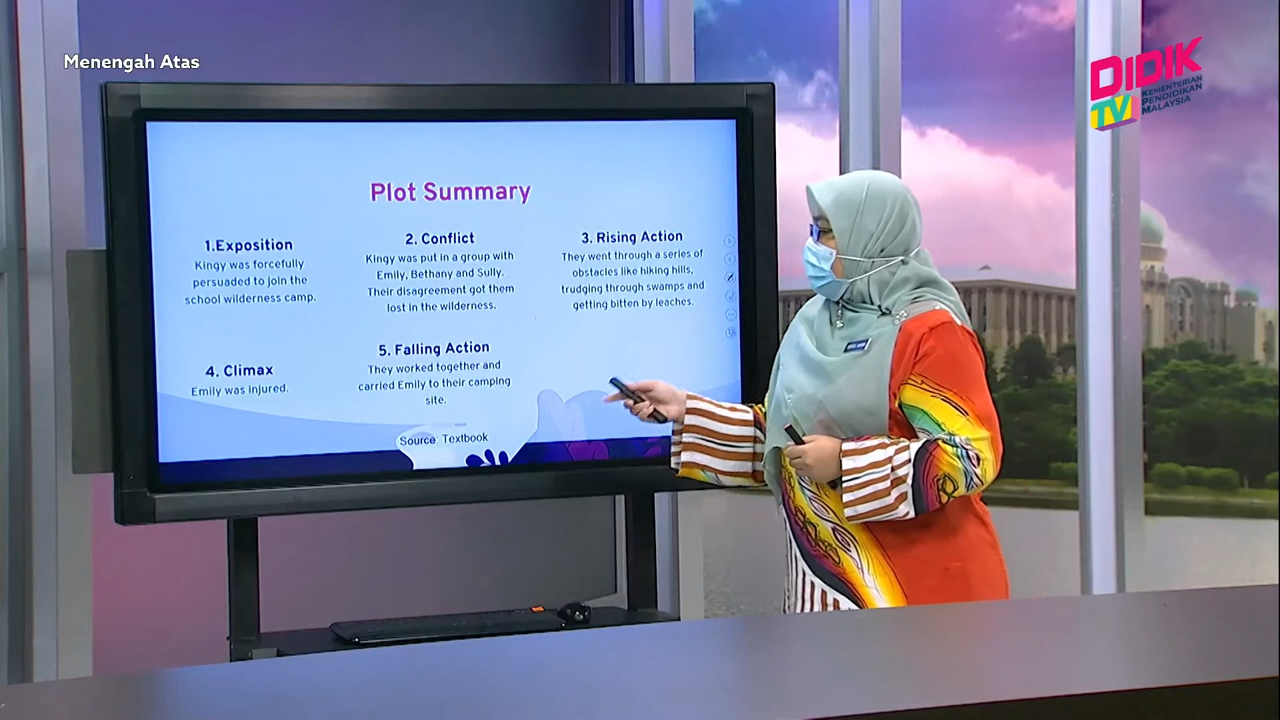 Menengah Atas
DIDIK
TV
KEMENTERIAN
PENDIDIKAN
MALAYSIA
Plot Summary
1.Exposition
Kingy was forcefully
persuaded to join the
school wilderness camp.
2. Conflict
Kingy was put in a group with
Emily, Bethany and Sully.
Their disagreement got them
lost in the wilderness.
3. Rising Action
They went through a series of
obstacles like hiking hills,
trudging through swamps and
getting bitten by leaches.
4. Climax
Emily was injured.
5. Falling Action
They worked together and
carried Emily to their camping
site.
Source: Textbook